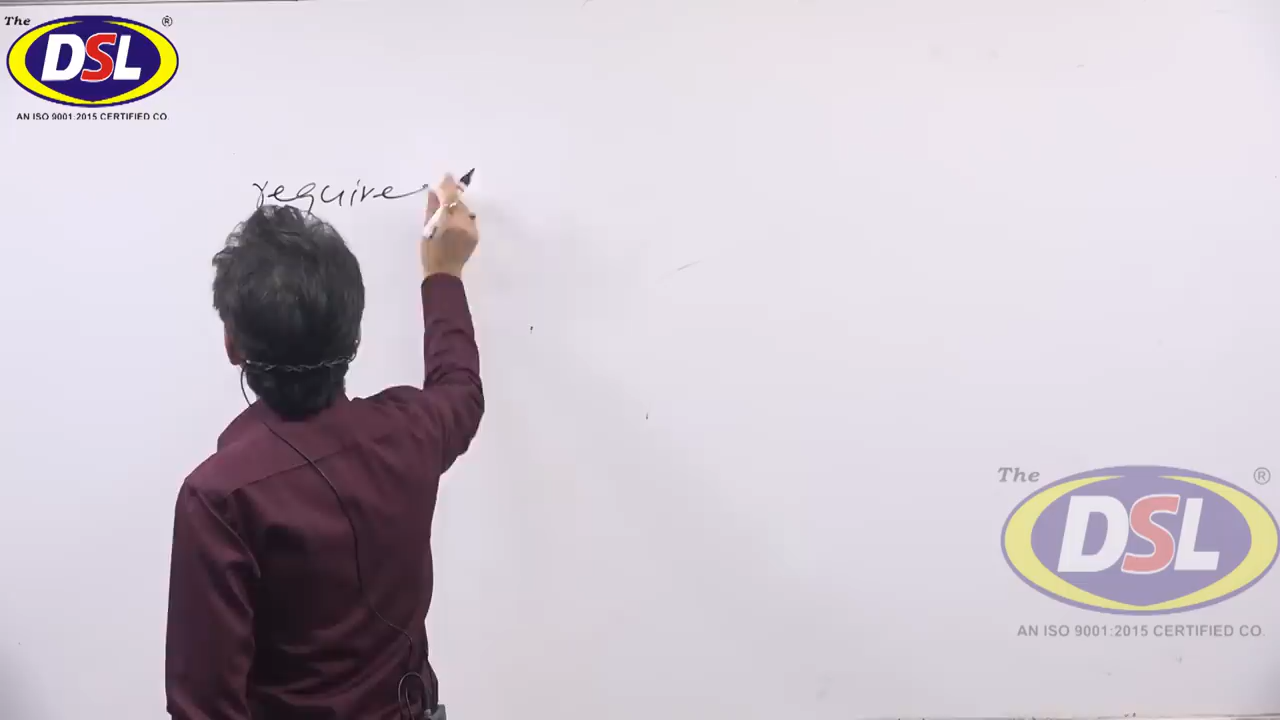 The ®
DSL
AN ISO 9001:2015 CERTIFIED CO.
require
The ®
DSL
AN ISO 9001:2015 CERTIFIED CO.